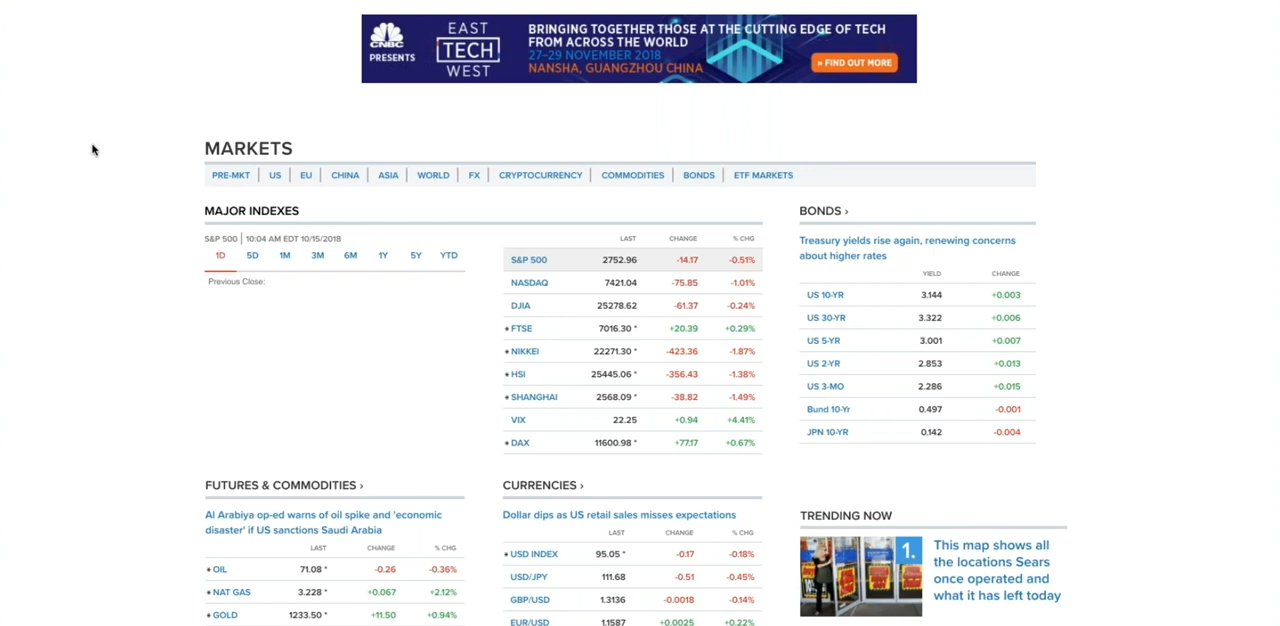 CNBC
PRESENTS
EAST
TECH
WEST
BRINGING TOGETHER THOSE AT THE CUTTING EDGE OF TECH
FROM ACROSS THE WORLD
27-29 NOVEMBER 2018
NANSHA, GUANGZHOU CHINA
» FIND OUT MORE
MARKETS
PRE-MKT | US | EU | CHINA | ASIA | WORLD | FX | CRYPTOCURRENCY | COMMODITIES | BONDS | ETF MARKETS
MAJOR INDEXES
S&P 500 | 10:04 AM EDT 10/15/2018
1D 5D 1M 3M 6M 1Y 5Y YTD
Previous Close:
LAST CHANGE % CHG
S&P 500 2752.96 -14.17 -0.51%
NASDAQ 7421.04 -75.85 -1.01%
DJIA 25278.62 -61.37 -0.24%
FTSE 7016.30 * +20.39 +0.29%
NIKKEI 22271.30 * -423.36 -1.87%
HSI 25445.06 * -356.43 -1.38%
SHANGHAI 2568.09 * -38.82 -1.49%
VIX 22.25 +0.94 +4.41%
DAX 11600.98 * +77.17 +0.67%
BONDS ›
Treasury yields rise again, renewing concerns
about higher rates
YIELD CHANGE
US 10-YR 3.144 +0.003
US 30-YR 3.322 +0.006
US 5-YR 3.001 +0.007
US 2-YR 2.853 +0.013
US 3-MO 2.286 +0.015
Bund 10-Yr 0.497 -0.001
JPN 10-YR 0.142 -0.004
FUTURES & COMMODITIES ›
Al Arabiya op-ed warns of oil spike and 'economic
disaster' if US sanctions Saudi Arabia
LAST CHANGE % CHG
OIL 71.08 * -0.26 -0.36%
NAT GAS 3.228 * +0.067 +2.12%
GOLD 1233.50 * +11.50 +0.94%
CURRENCIES ›
Dollar dips as US retail sales misses expectations
LAST CHANGE % CHG
USD INDEX 95.05 * -0.17 -0.18%
USD/JPY 111.68 -0.51 -0.45%
GBP/USD 1.3136 -0.0018 -0.14%
EUR/USD 1.1587 +0.0025 +0.22%
TRENDING NOW
1.
This map shows all
the locations Sears
once operated and
what it has left today